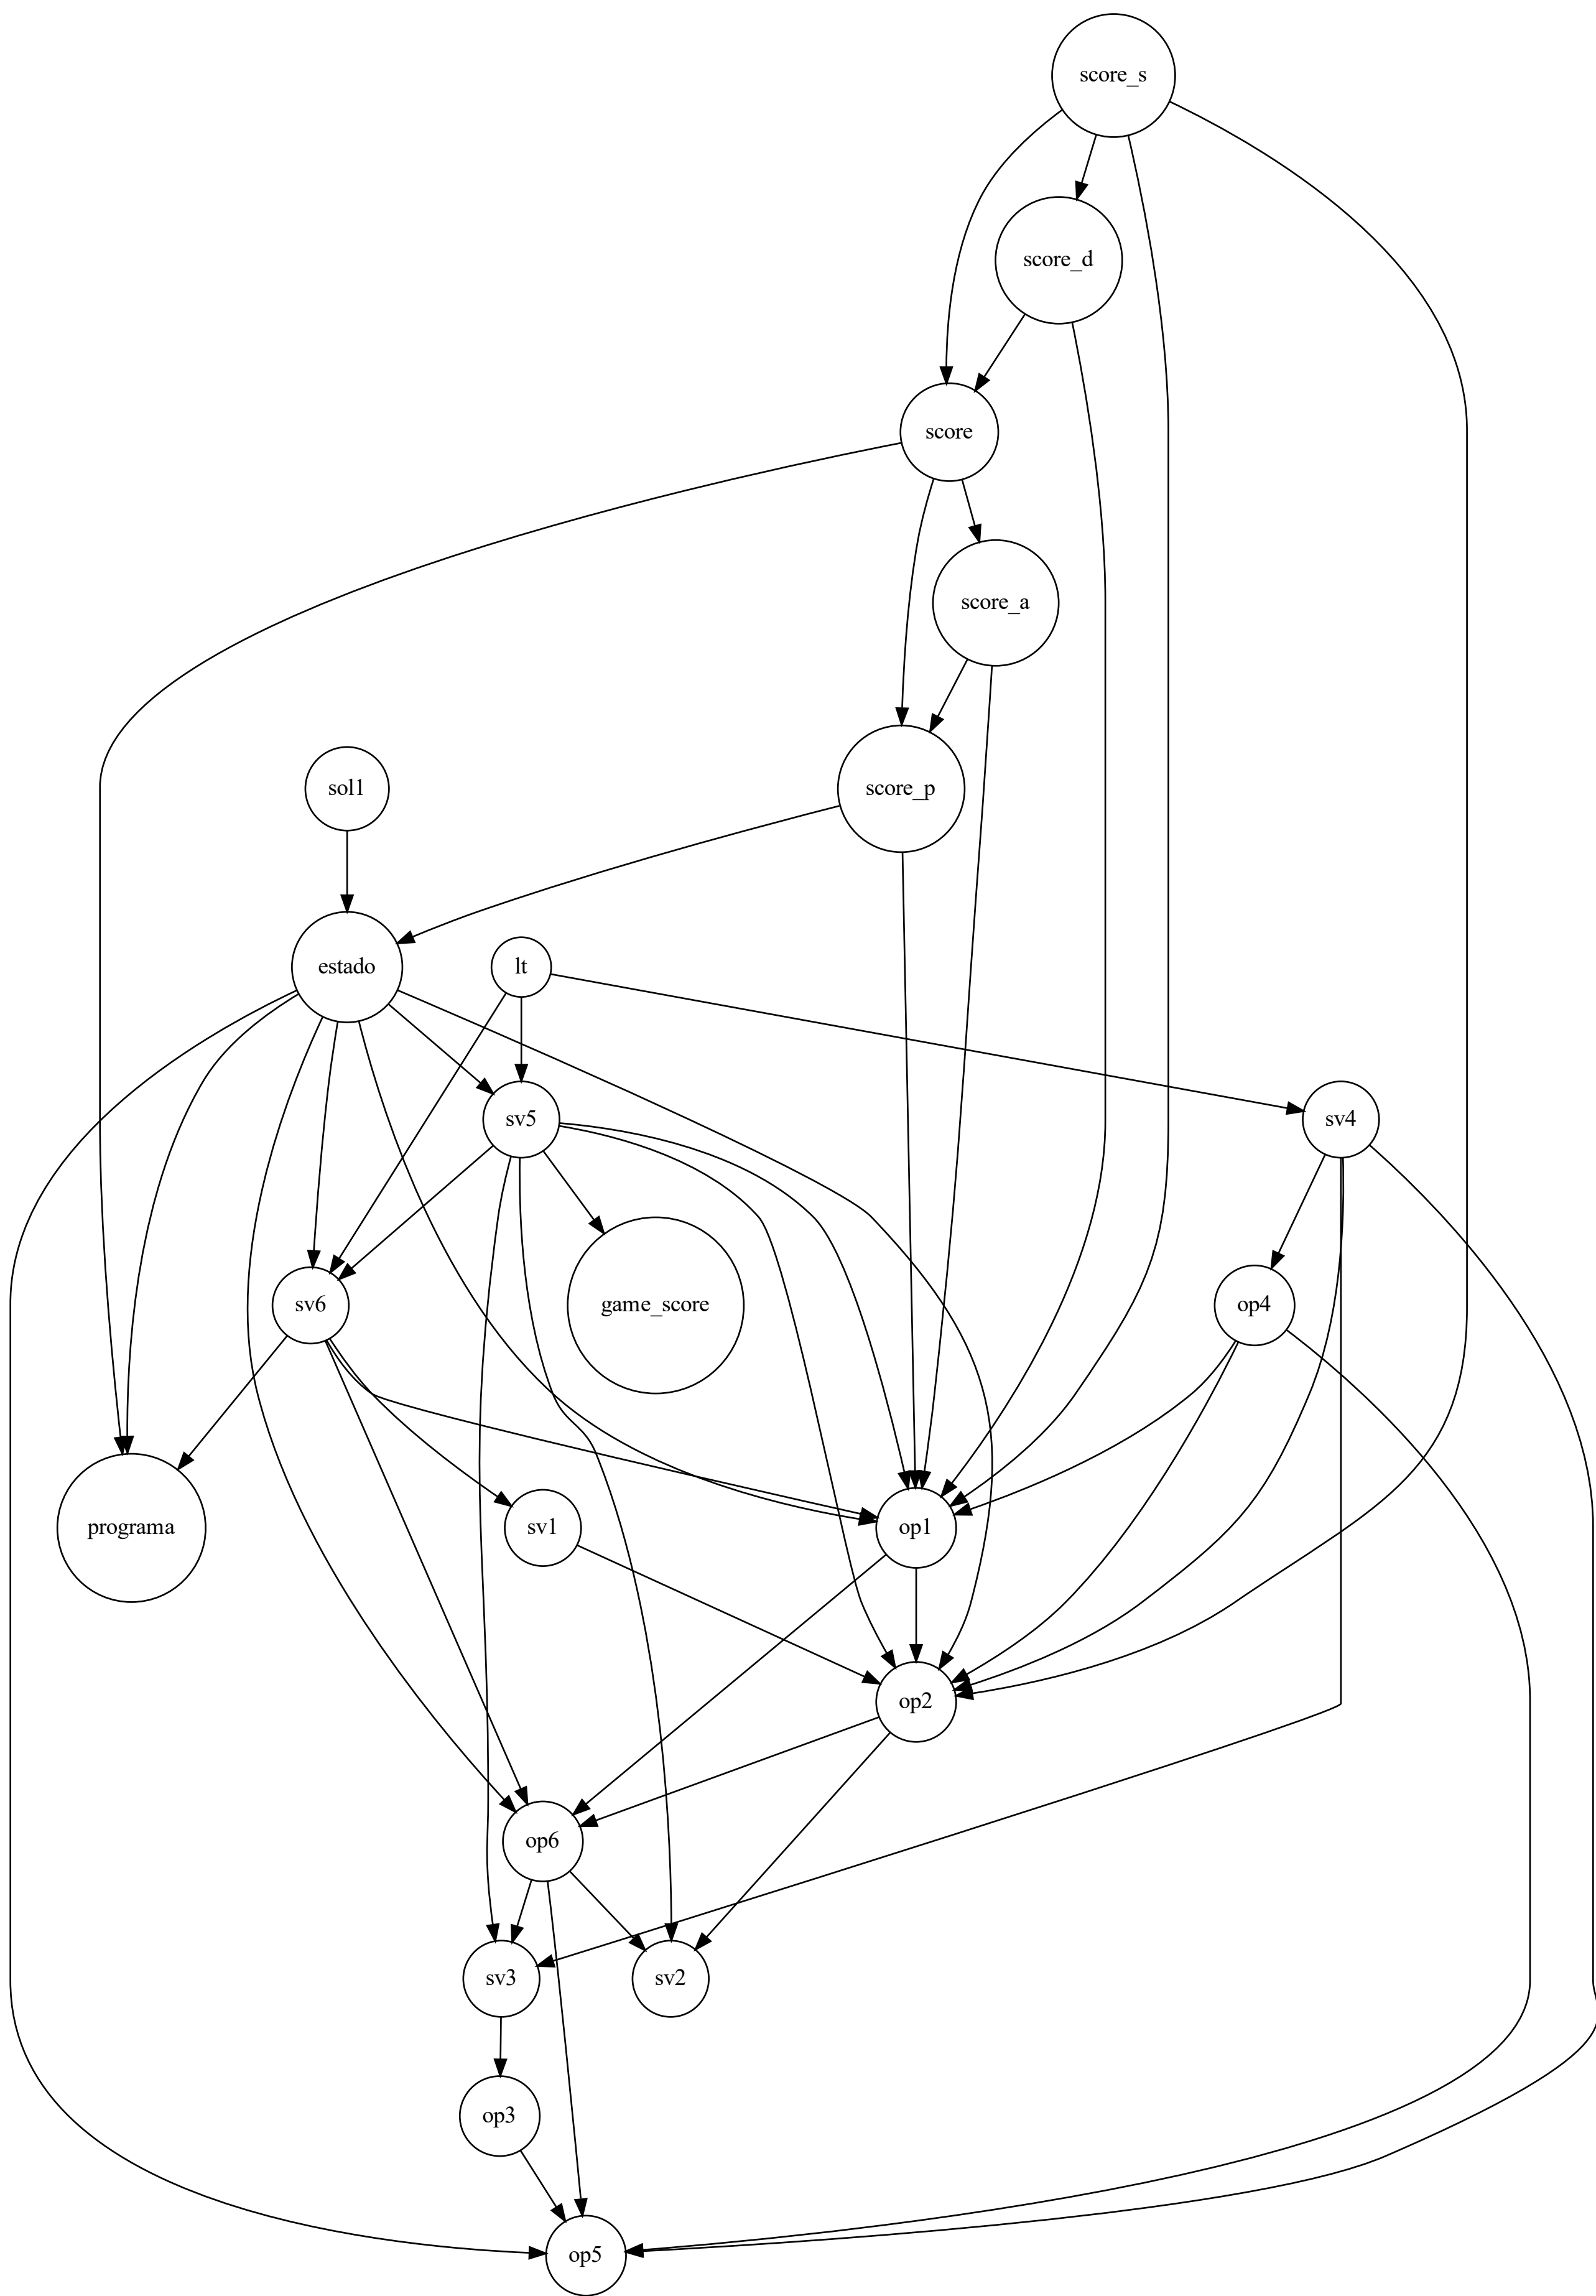 score_s
score_d
score
score_a
sol1
score_p
estado
lt
sv5
sv4
sv6
game_score
op4
programa
sv1
op1
op2
op6
sv3
sv2
op3
op5